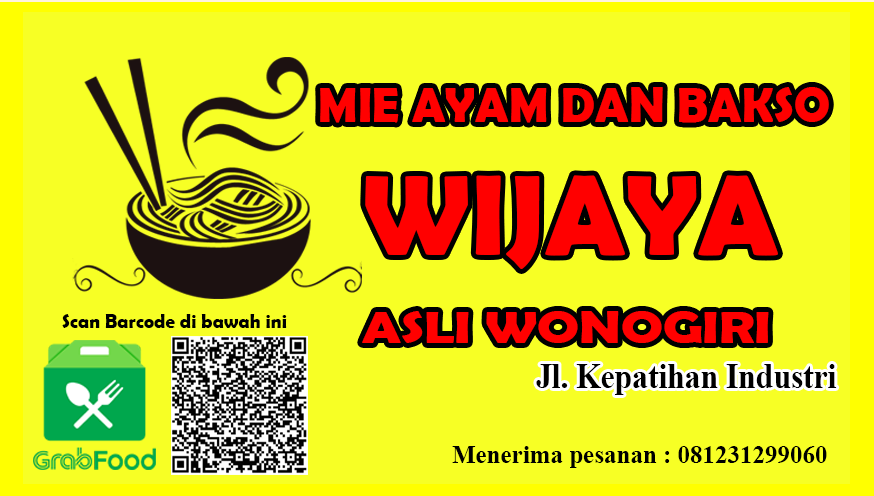 MIE AYAM DAN BAKSO
WIJAYA
ASLI WONOGIRI
Jl. Kepatihan Industri
Scan Barcode di bawah ini
GrabFood
Menerima pesanan : 081231299060